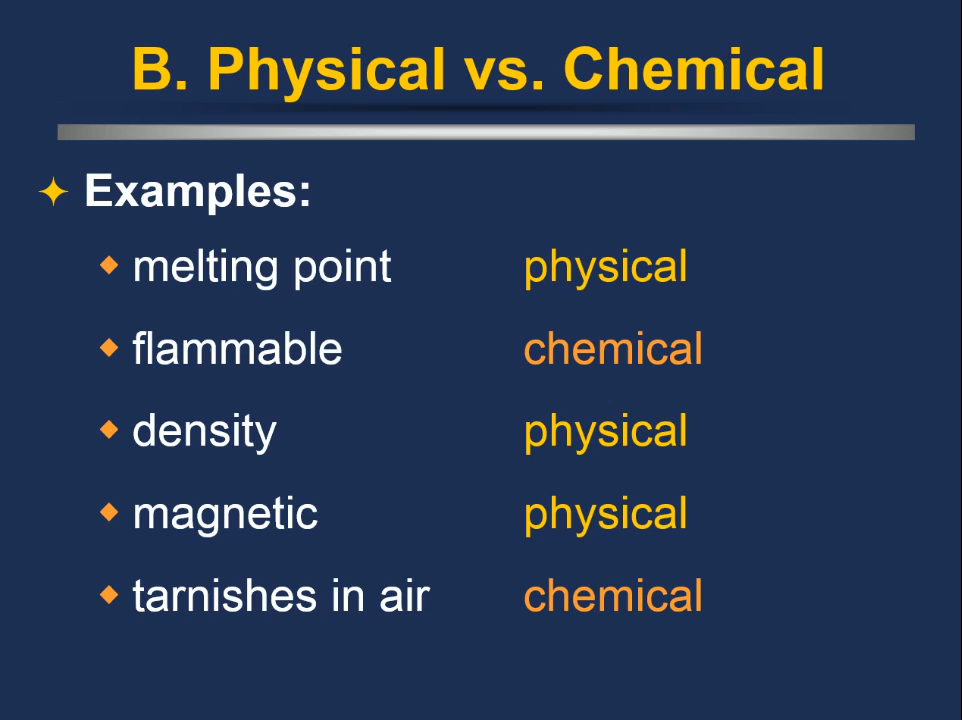 B. Physical vs. Chemical
Examples:
melting point physical
flammable chemical
density physical
magnetic physical
tarnishes in air chemical